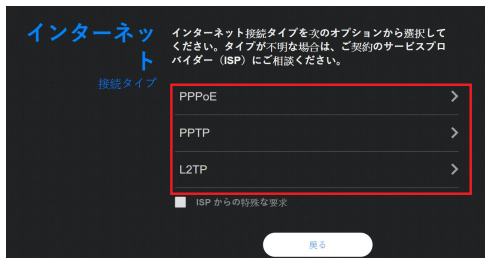 インターネッ
ト
接続タイプ
インターネット接続タイプを次のオプションから選択して
ください。タイプが不明な場合は、ご契約のサービスプロ
バイダー（ISP）にご相談ください。
PPPoE
PPTP
L2TP
ISP からの特殊な要求
戻る